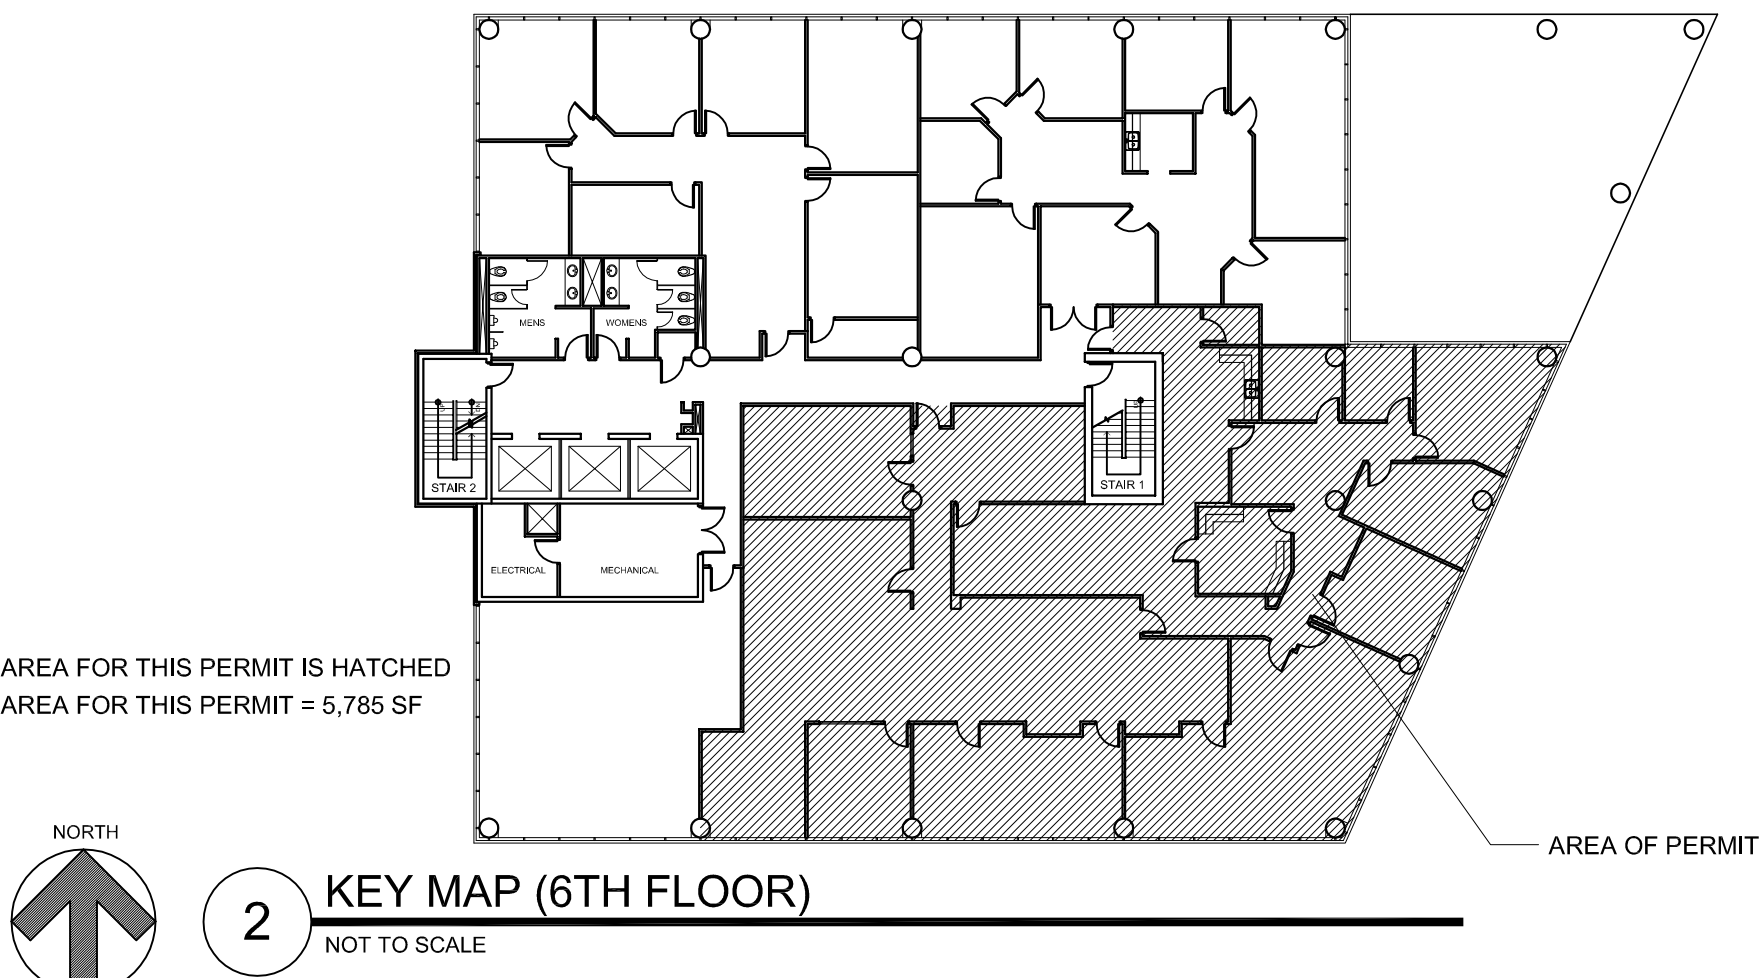 MENS
WOMENS
STAIR 2
STAIR 1
ELECTRICAL
MECHANICAL
AREA FOR THIS PERMIT IS HATCHED
AREA FOR THIS PERMIT = 5,785 SF
NORTH
AREA OF PERMIT
2
KEY MAP (6TH FLOOR)
NOT TO SCALE